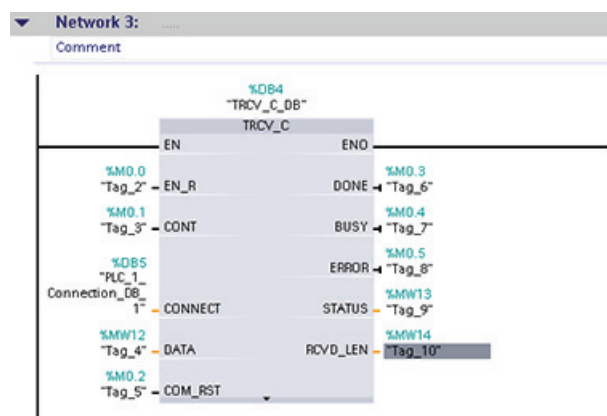 Network 3: .....
Comment
%DB4
"TRCV_C_DB"
TRCV_C
EN ENO
%M0.0 %M0.3
"Tag_2" EN_R DONE "Tag_6"
%M0.1 %M0.4
"Tag_3" CONT BUSY "Tag_7"
%DB5 %M0.5
"PLC_1_ ERROR "Tag_8"
Connection_DB_ %MW13
1" CONNECT STATUS "Tag_9"
%MW12 %MW14
"Tag_4" DATA RCVD_LEN "Tag_10"
%M0.2
"Tag_5" COM_RST